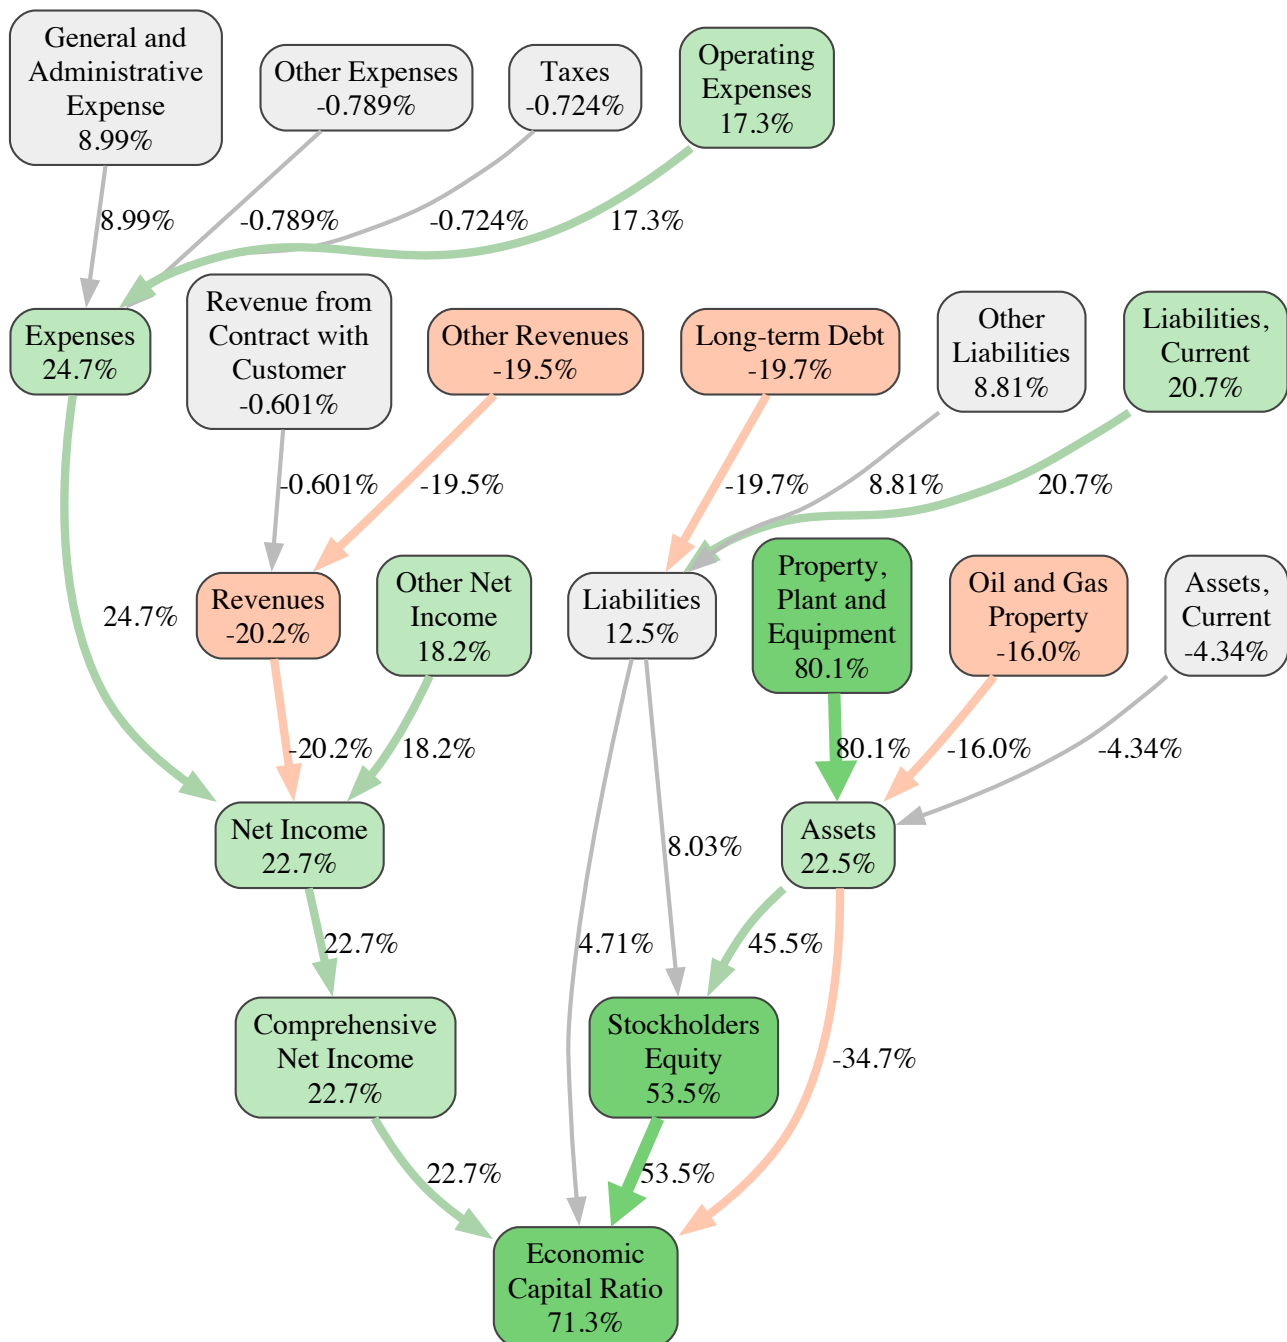 General and
Administrative
Expense
8.99%
Other Expenses
-0.789%
Taxes
-0.724%
Operating
Expenses
17.3%
8.99%
-0.789%
-0.724%
17.3%
Expenses
24.7%
Revenue from
Contract with
Customer
-0.601%
Other Revenues
-19.5%
Long-term Debt
-19.7%
Other
Liabilities
8.81%
Liabilities,
Current
20.7%
-0.601%
-19.5%
-19.7%
8.81%
20.7%
24.7%
Revenues
-20.2%
Other Net
Income
18.2%
Liabilities
12.5%
Property,
Plant and
Equipment
80.1%
Oil and Gas
Property
-16.0%
Assets,
Current
-4.34%
-20.2%
18.2%
80.1%
-16.0%
-4.34%
Net Income
22.7%
8.03%
Assets
22.5%
22.7%
4.71%
45.5%
Comprehensive
Net Income
22.7%
Stockholders
Equity
53.5%
-34.7%
22.7%
53.5%
Economic
Capital Ratio
71.3%